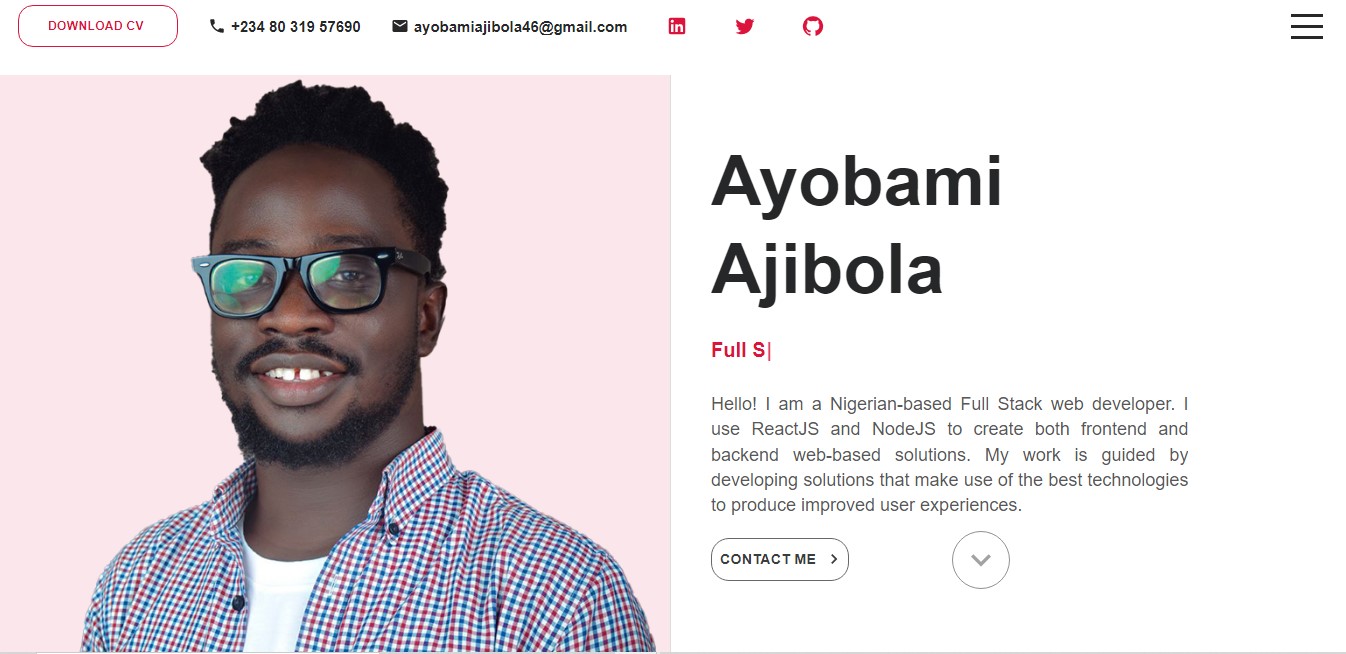 DOWNLOAD CV
+234 80 319 57690
ayobamiajibola46@gmail.com
in
Ayobami
Ajibola
Full S|
Hello! I am a Nigerian-based Full Stack web developer. I
use ReactJS and NodeJS to create both frontend and
backend web-based solutions. My work is guided by
developing solutions that make use of the best technologies
to produce improved user experiences.
CONTACT ME